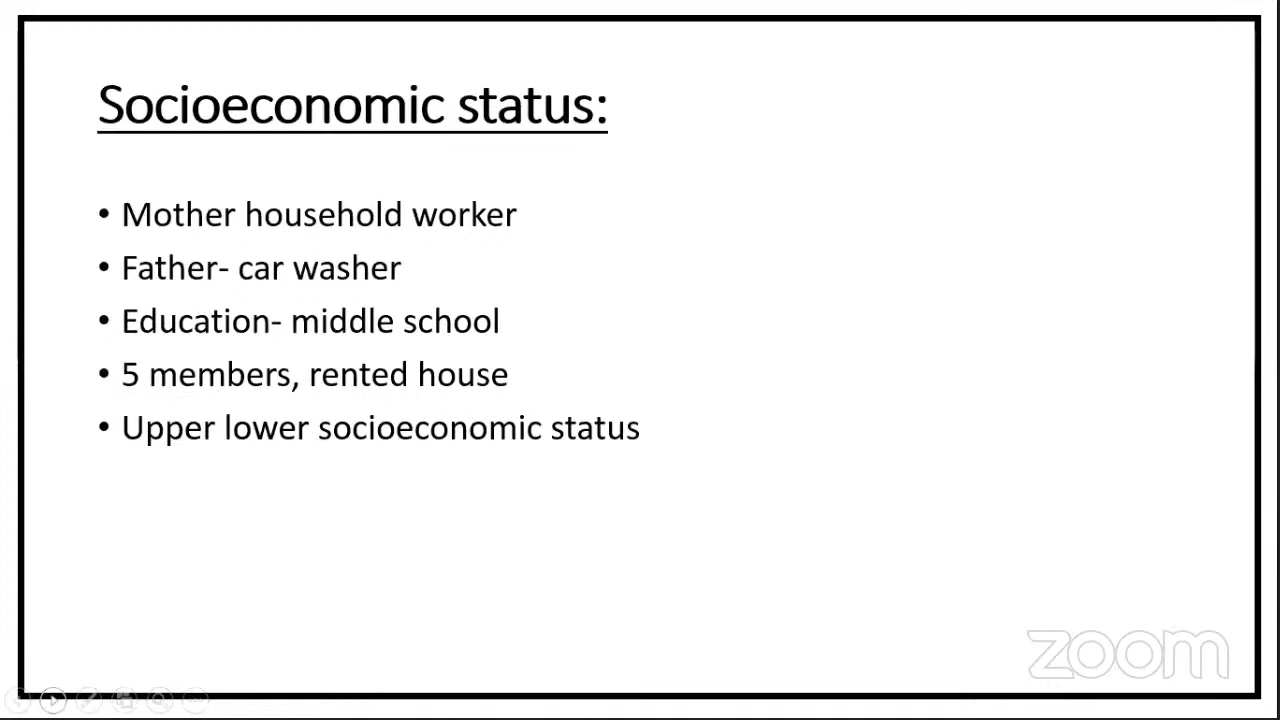 Socioeconomic status:
• Mother household worker
• Father- car washer
• Education- middle school
• 5 members, rented house
• Upper lower socioeconomic status
zoom